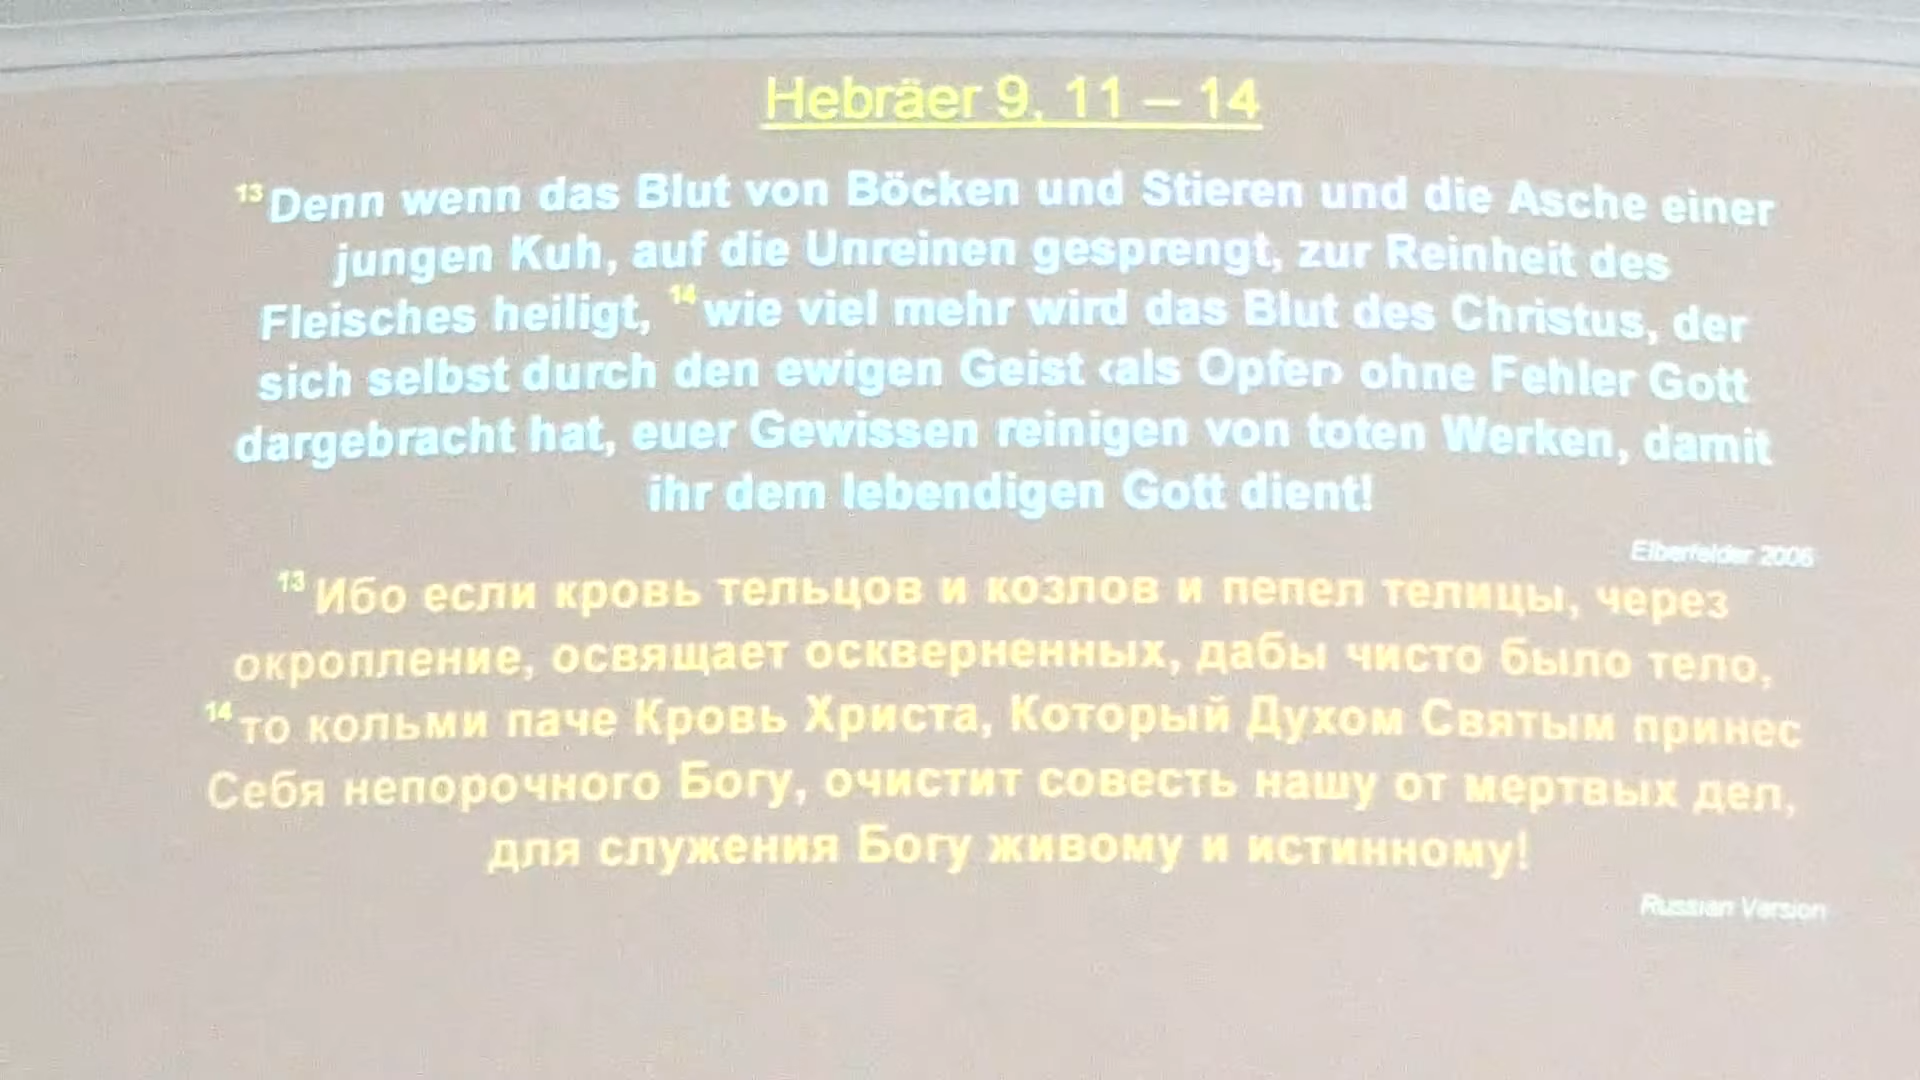 Hebräer 9, 11 – 14
13 Denn wenn das Blut von Böcken und Stieren und die Asche einer
jungen Kuh, auf die Unreinen gesprengt, zur Reinheit des
Fleisches heiligt, 14 wie viel mehr wird das Blut des Christus, der
sich selbst durch den ewigen Geist ‹als Opfer› ohne Fehler Gott
dargebracht hat, euer Gewissen reinigen von toten Werken, damit
ihr dem lebendigen Gott dient!
Elberfelder 2006
13 Ибо если кровь тельцов и козлов и пепел телицы, через
окропление, освящает оскверненных, дабы чисто было тело,
14 то кольми паче Кровь Христа, Который Духом Святым принес
Себя непорочного Богу, очистит совесть нашу от мертвых дел,
для служения Богу живому и истинному!
Russian Version